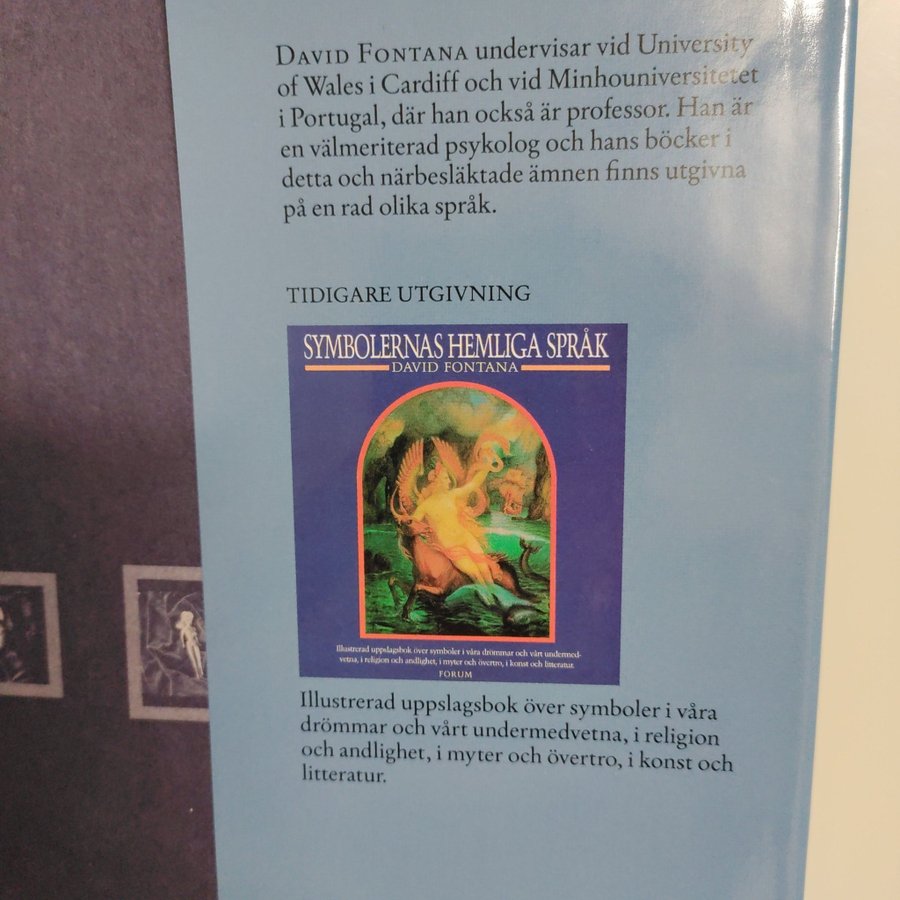 DAVID FONTANA undervisar vid University
of Wales i Cardiff och vid Minhouniversitetet
i Portugal, där han också är professor. Han är
en välmeriterad psykolog och hans böcker i
detta och närbesläktade ämnen finns utgivna
på en rad olika språk.
TIDIGARE UTGIVNING
SYMBOLERNAS HEMLIGA SPRÅK
DAVID FONTANA
Illustrerad uppslagsbok över symboler i våra drömmar och vårt undermed-
vetna, i religion och andlighet, i myter och övertro, i konst och litteratur.
FORUM
Illustrerad uppslagsbok över symboler i våra
drömmar och vårt undermedvetna, i religion
och andlighet, i myter och övertro, i konst och
litteratur.